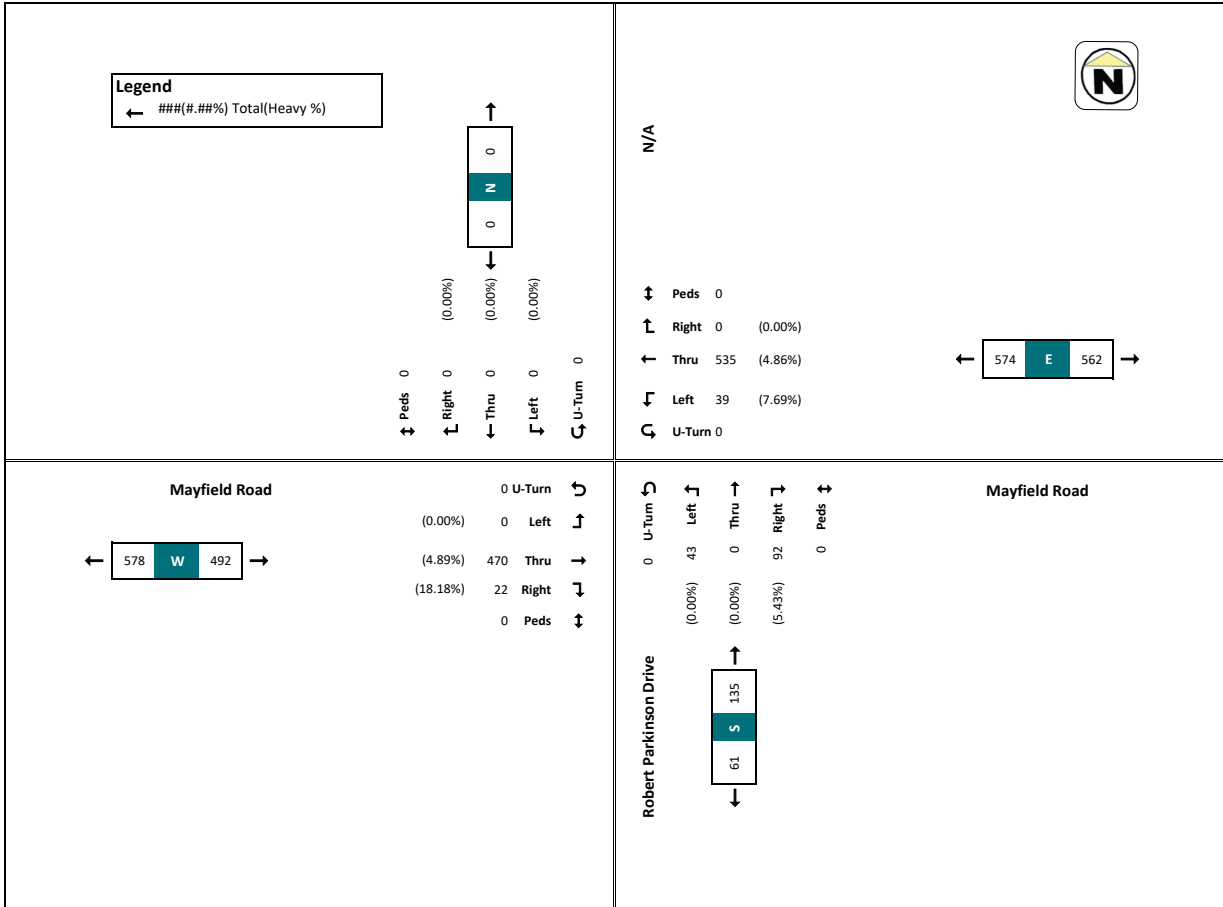 Legend
← ###(#.##%) Total(Heavy %)
N
0 N 0
(0.00%) (0.00%) (0.00%)
Peds 0
Right 0
Thru 0
Left 0
U-Turn 0
N/A
Peds 0
Right 0 (0.00%)
Thru 535 (4.86%)
Left 39 (7.69%)
U-Turn 0
574 E 562
Mayfield Road
0 U-Turn
(0.00%) 0 Left
(4.89%) 470 Thru
(18.18%) 22 Right
0 Peds
578 W 492
0 U-Turn
(0.00%) 43 Left
(0.00%) 0 Thru
(5.43%) 92 Right
0 Peds
Robert Parkinson Drive
61 S 135
Mayfield Road